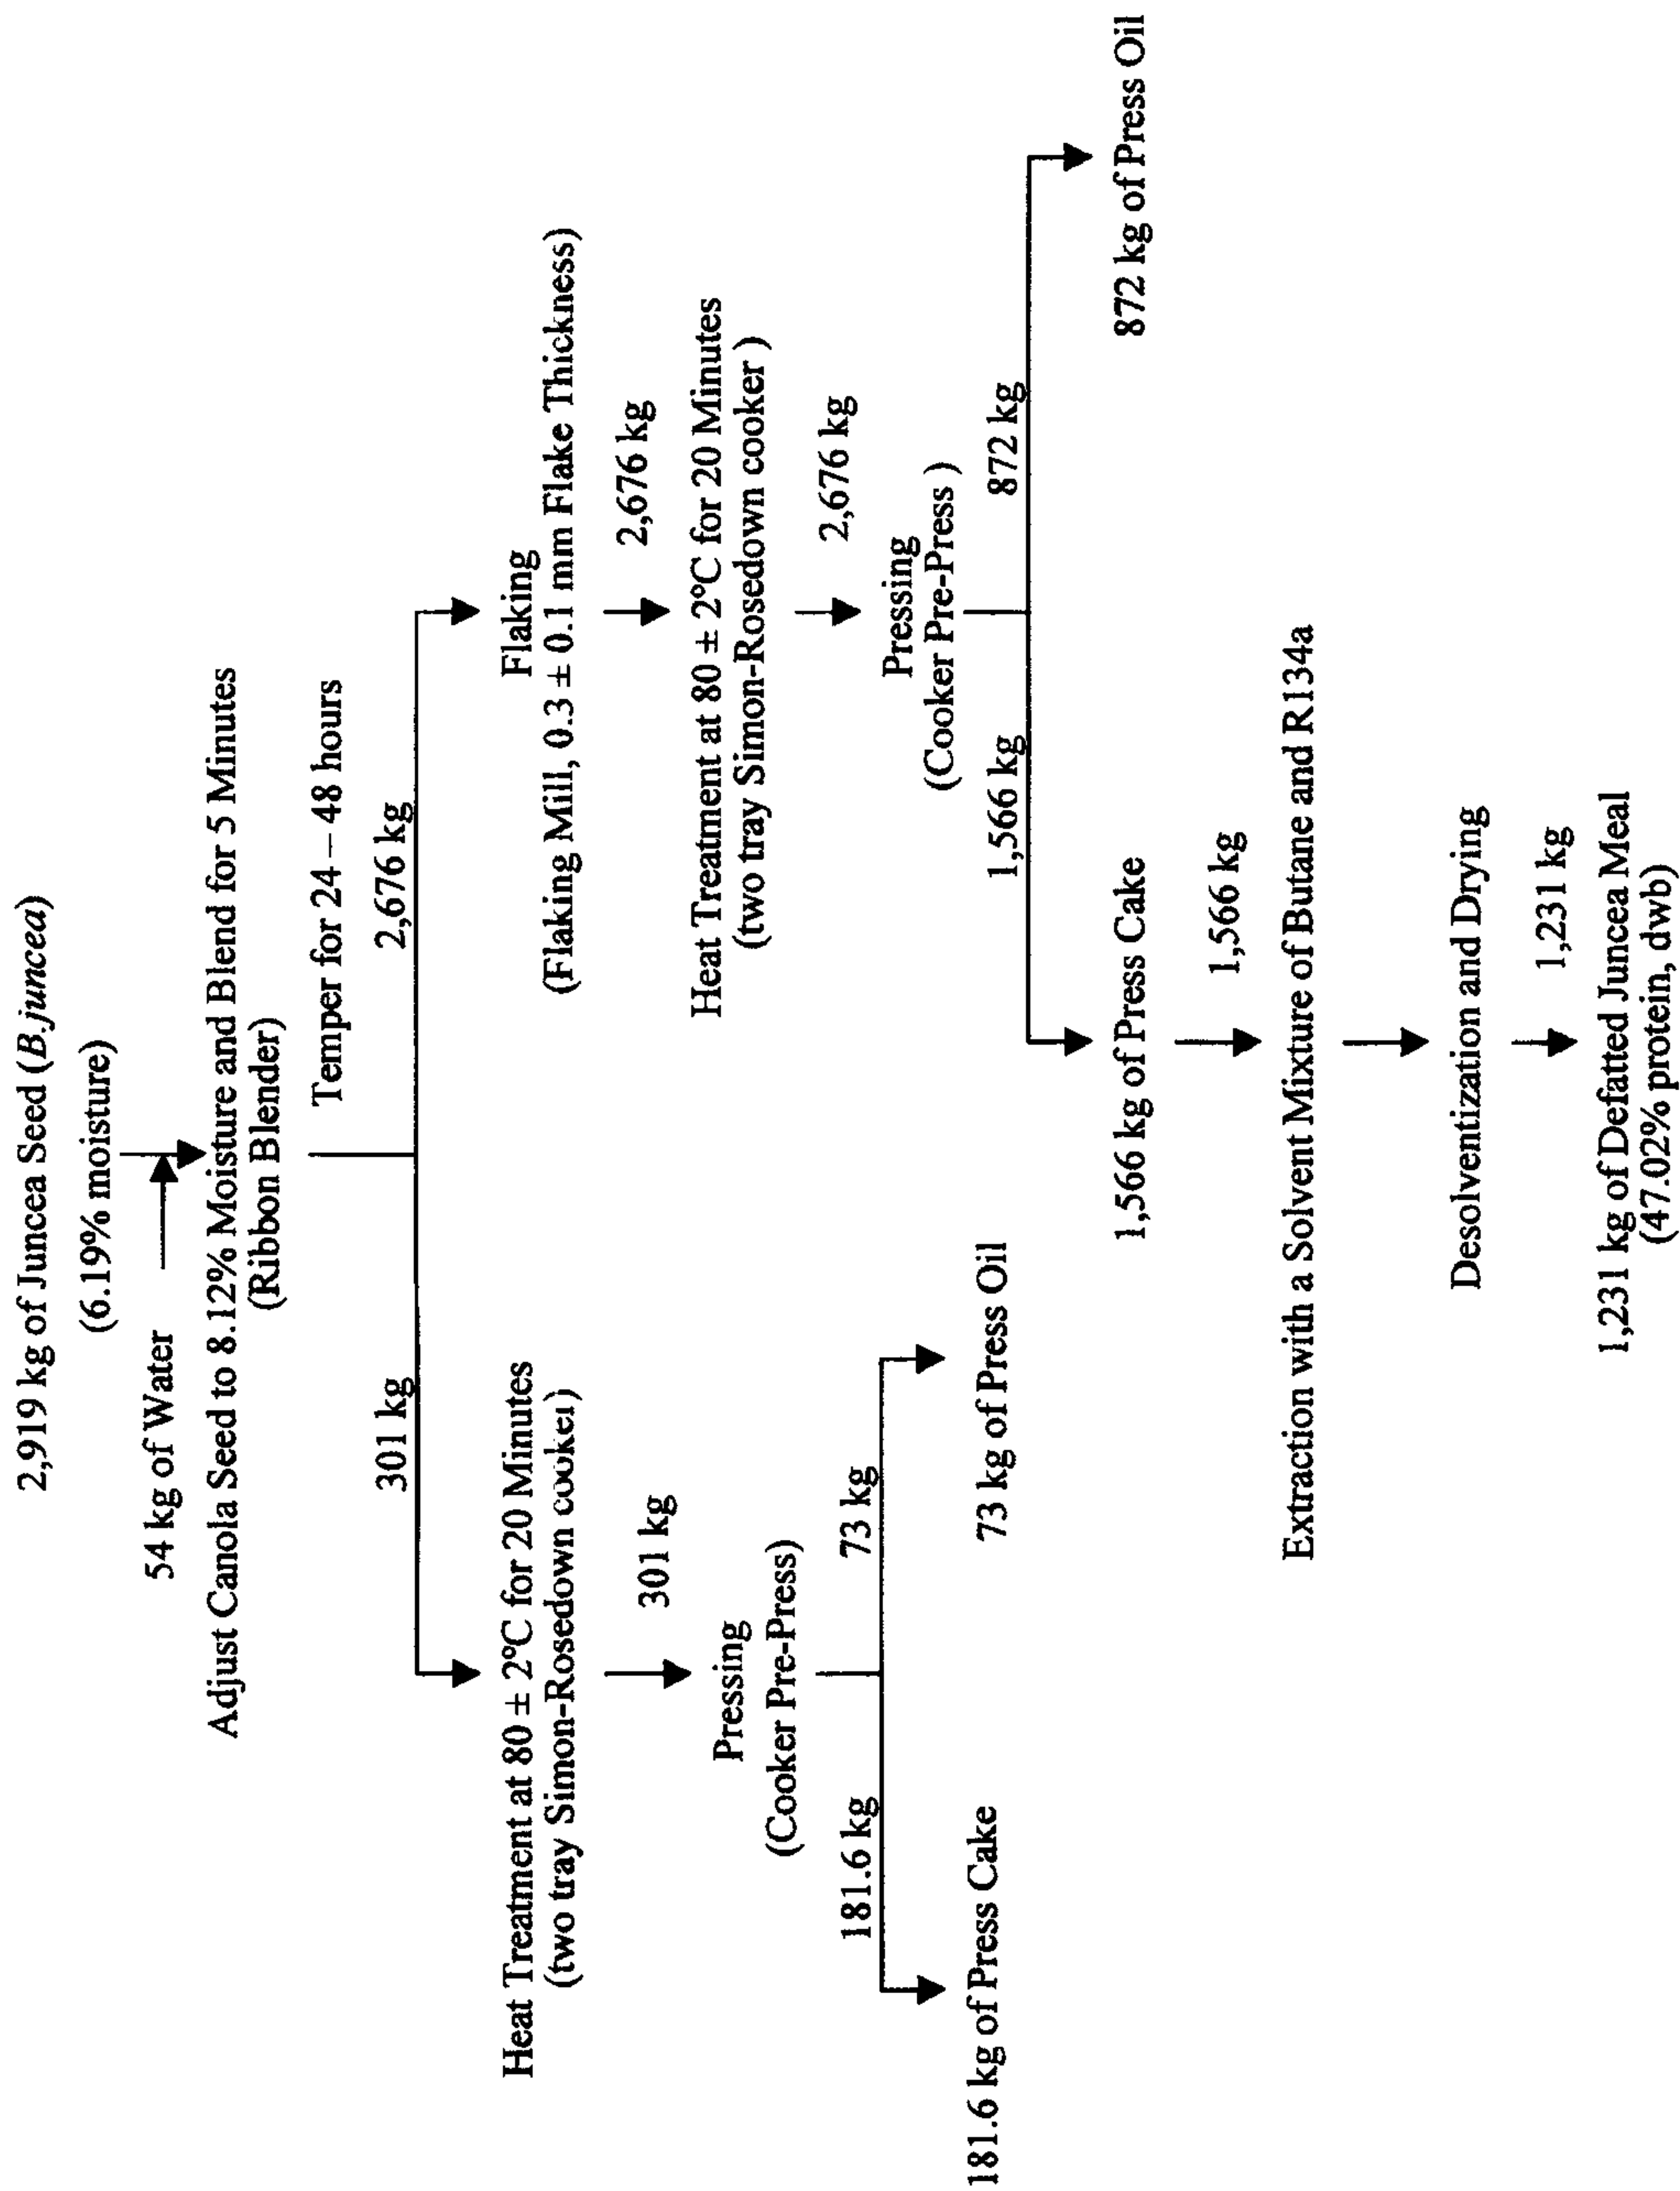 2,919 kg of Juncea Seed (B.juncea)
(6.19% moisture)
54 kg of Water
Adjust Canola Seed to 8.12% Moisture and Blend for 5 Minutes
(Ribbon Blender)
Temper for 24 – 48 hours
301 kg
2,676 kg
Heat Treatment at 80 ± 2°C for 20 Minutes
(two tray Simon-Rosedown cooker)
301 kg
Pressing
(Cooker Pre-Press)
181.6 kg
73 kg
181.6 kg of Press Cake
73 kg of Press Oil
Flaking
(Flaking Mill, 0.3 ± 0.1 mm Flake Thickness)
2,676 kg
Heat Treatment at 80 ± 2°C for 20 Minutes
(two tray Simon-Rosedown cooker )
2,676 kg
Pressing
(Cooker Pre-Press )
1,566 kg
872 kg
1,566 kg of Press Cake
872 kg of Press Oil
1,566 kg
Extraction with a Solvent Mixture of Butane and R134a
Desolventization and Drying
1,231 kg
1,231 kg of Defatted Juncea Meal
(47.02% protein, dwb)